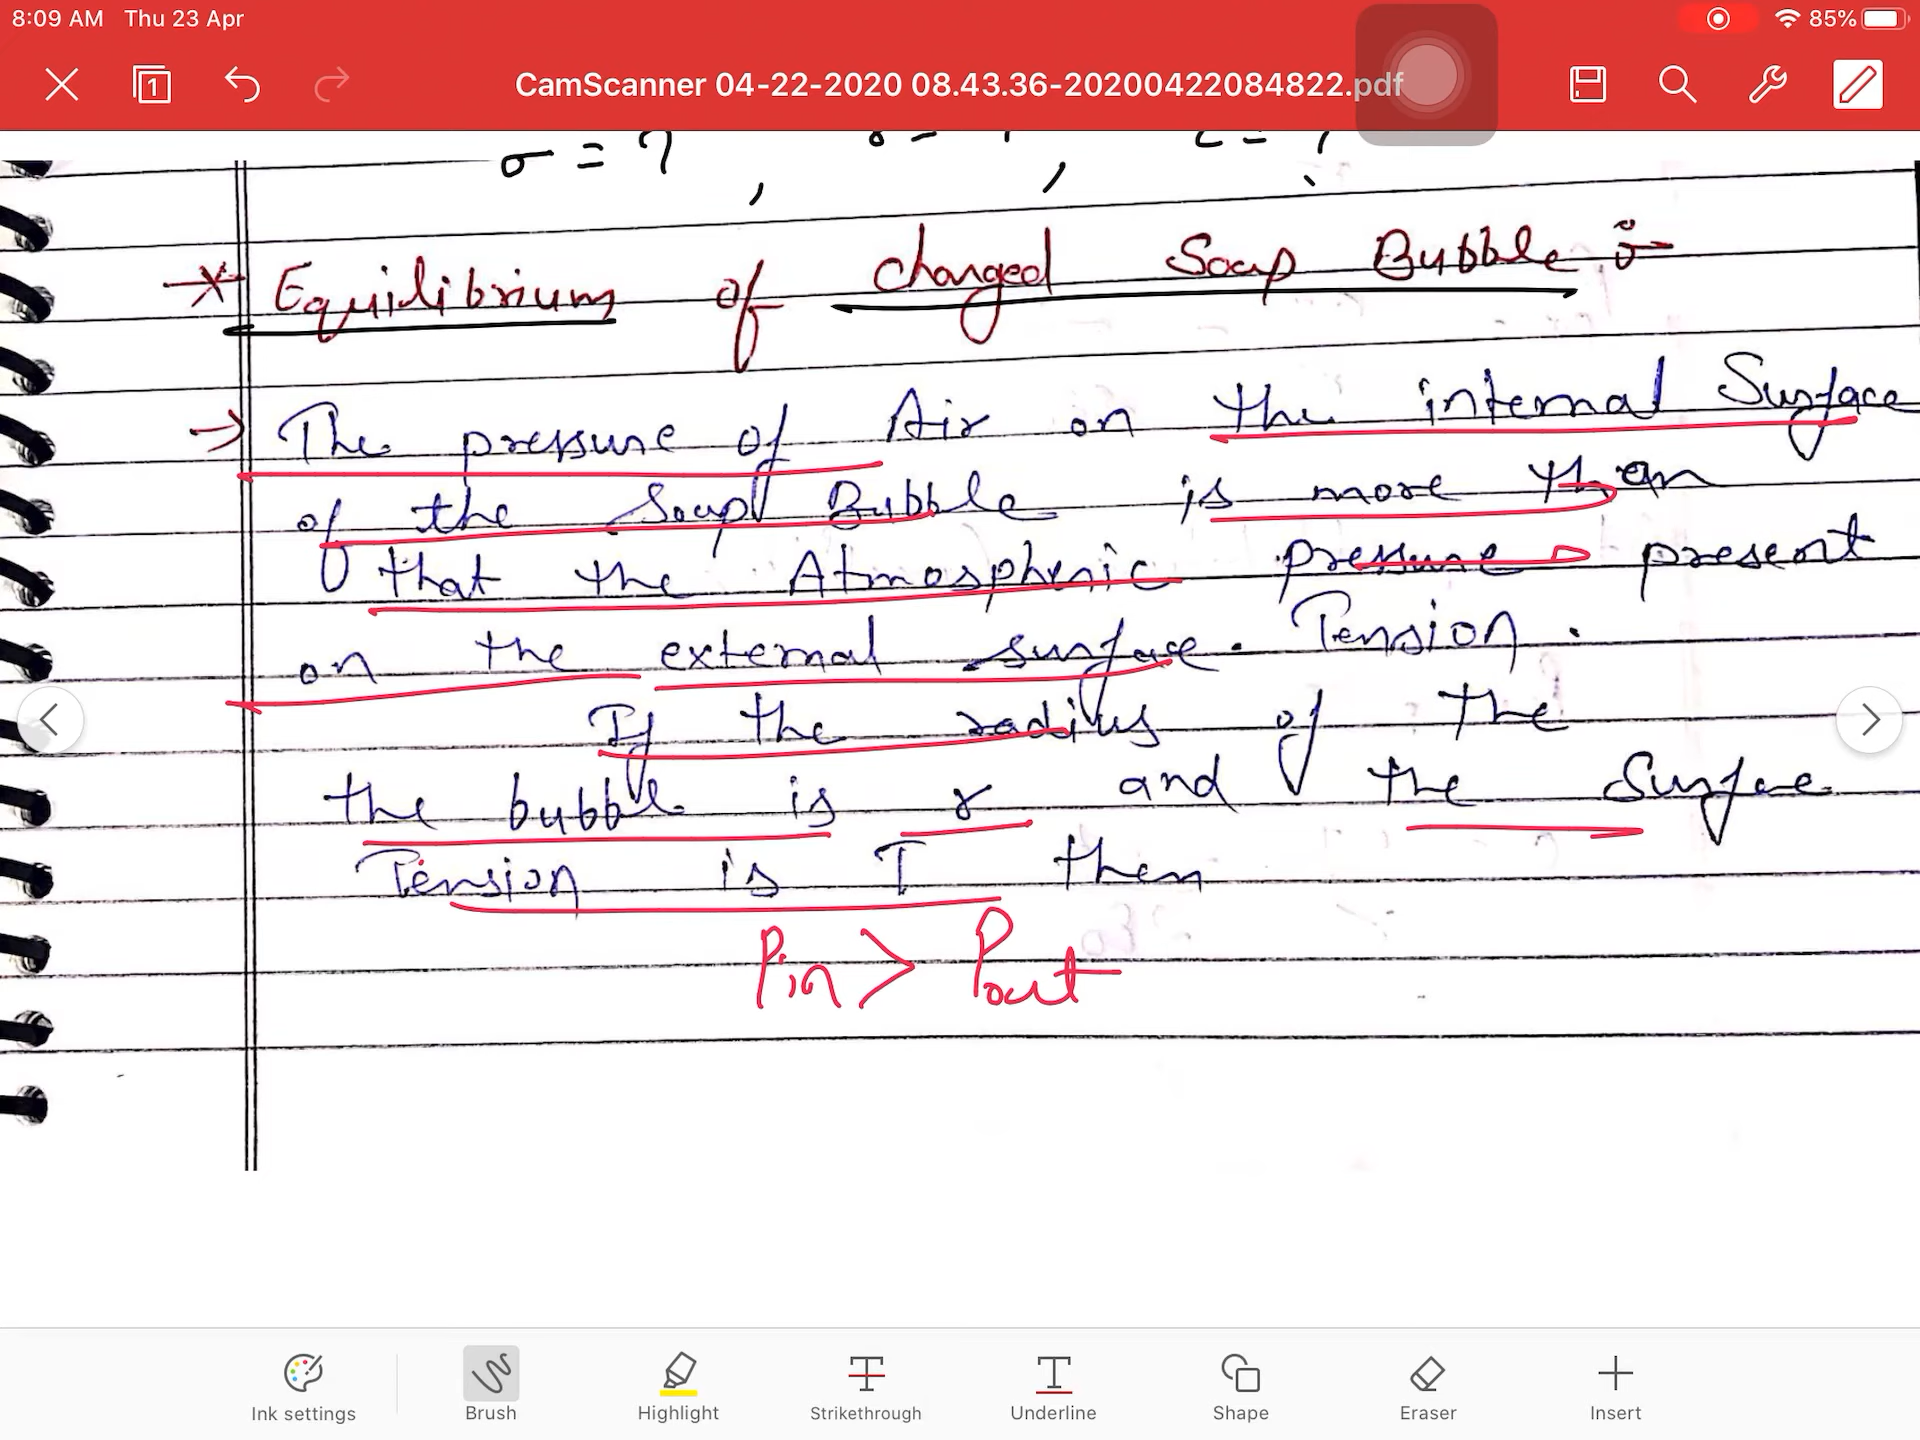 8:09 AM Thu 23 Apr
85%
1
CamScanner 04-22-2020 08.43.36-20200422084822.pdf
σ = ?
,
,
Equilibrium of charged Soap Bubble :-
→ The pressure of Air on the internal Surface
of the Soap Bubble is more than
that the Atmospheric pressure present
on the external surface. Tension.
If the radius of the
the bubble is r and the Surface
Tension is T then
Pin > Pout
Ink settings
Brush
Highlight
Strikethrough
Underline
Shape
Eraser
Insert